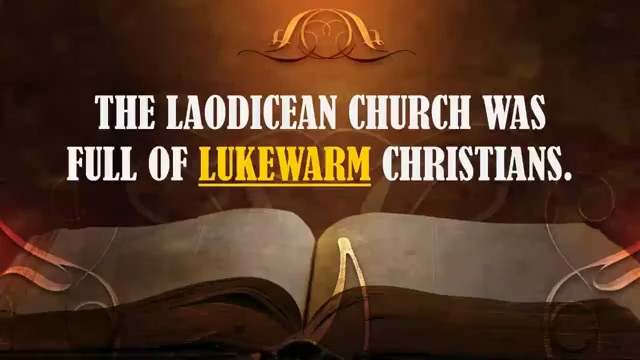 THE LAODICEAN CHURCH WAS
FULL OF LUKEWARM CHRISTIANS.